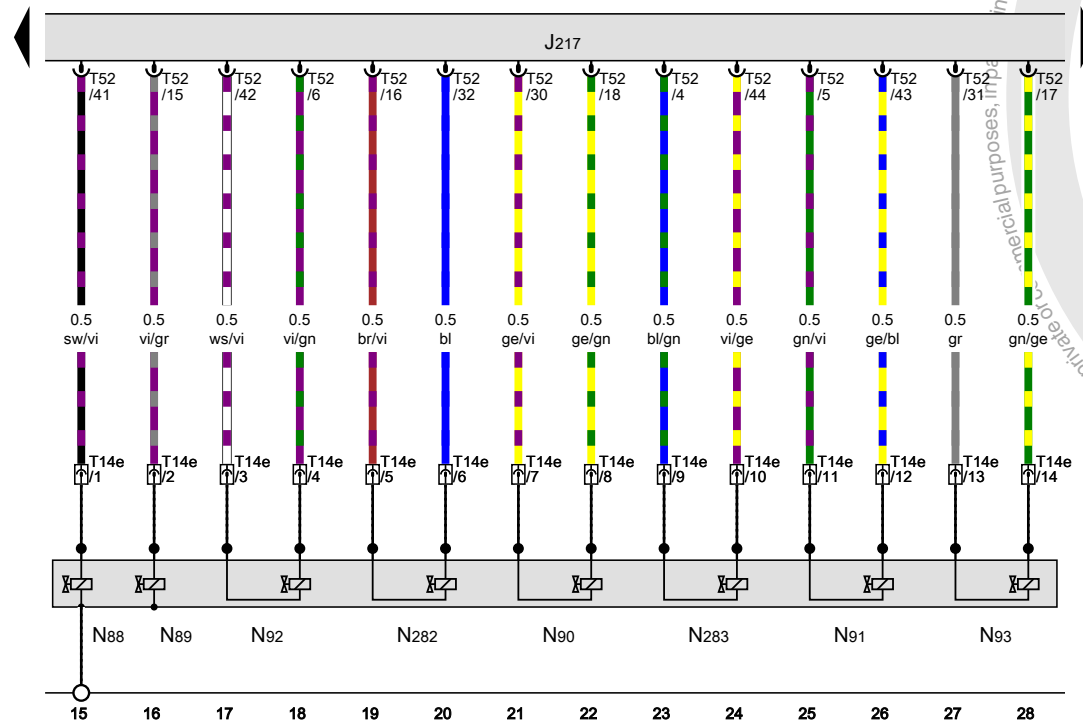 J217
T52 T52 T52 T52 T52 T52 T52 T52 T52 T52 T52 T52 T52 T52
/41 /15 /42 /6 /16 /32 /30 /18 /4 /44 /5 /43 /31 /17
0.5 0.5 0.5 0.5 0.5 0.5 0.5 0.5 0.5 0.5 0.5 0.5 0.5 0.5
sw/vi vi/gr ws/vi vi/gn br/vi bl ge/vi ge/gn bl/gn vi/ge gn/vi ge/bl gr gn/ge
T14e T14e T14e T14e T14e T14e T14e T14e T14e T14e T14e T14e T14e T14e
/1 /2 /3 /4 /5 /6 /7 /8 /9 /10 /11 /12 /13 /14
N88 N89 N92 N282 N90 N283 N91 N93
15 16 17 18 19 20 21 22 23 24 25 26 27 28
private or purposes, in